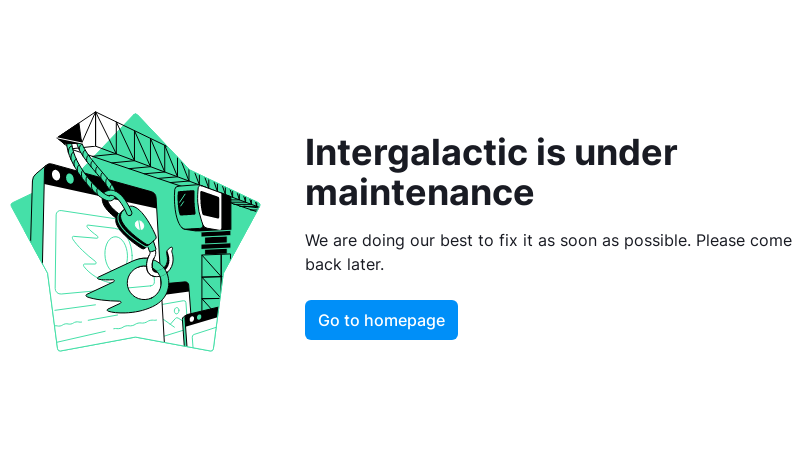 Intergalactic is under
maintenance
We are doing our best to fix it as soon as possible. Please come
back later.
Go to homepage